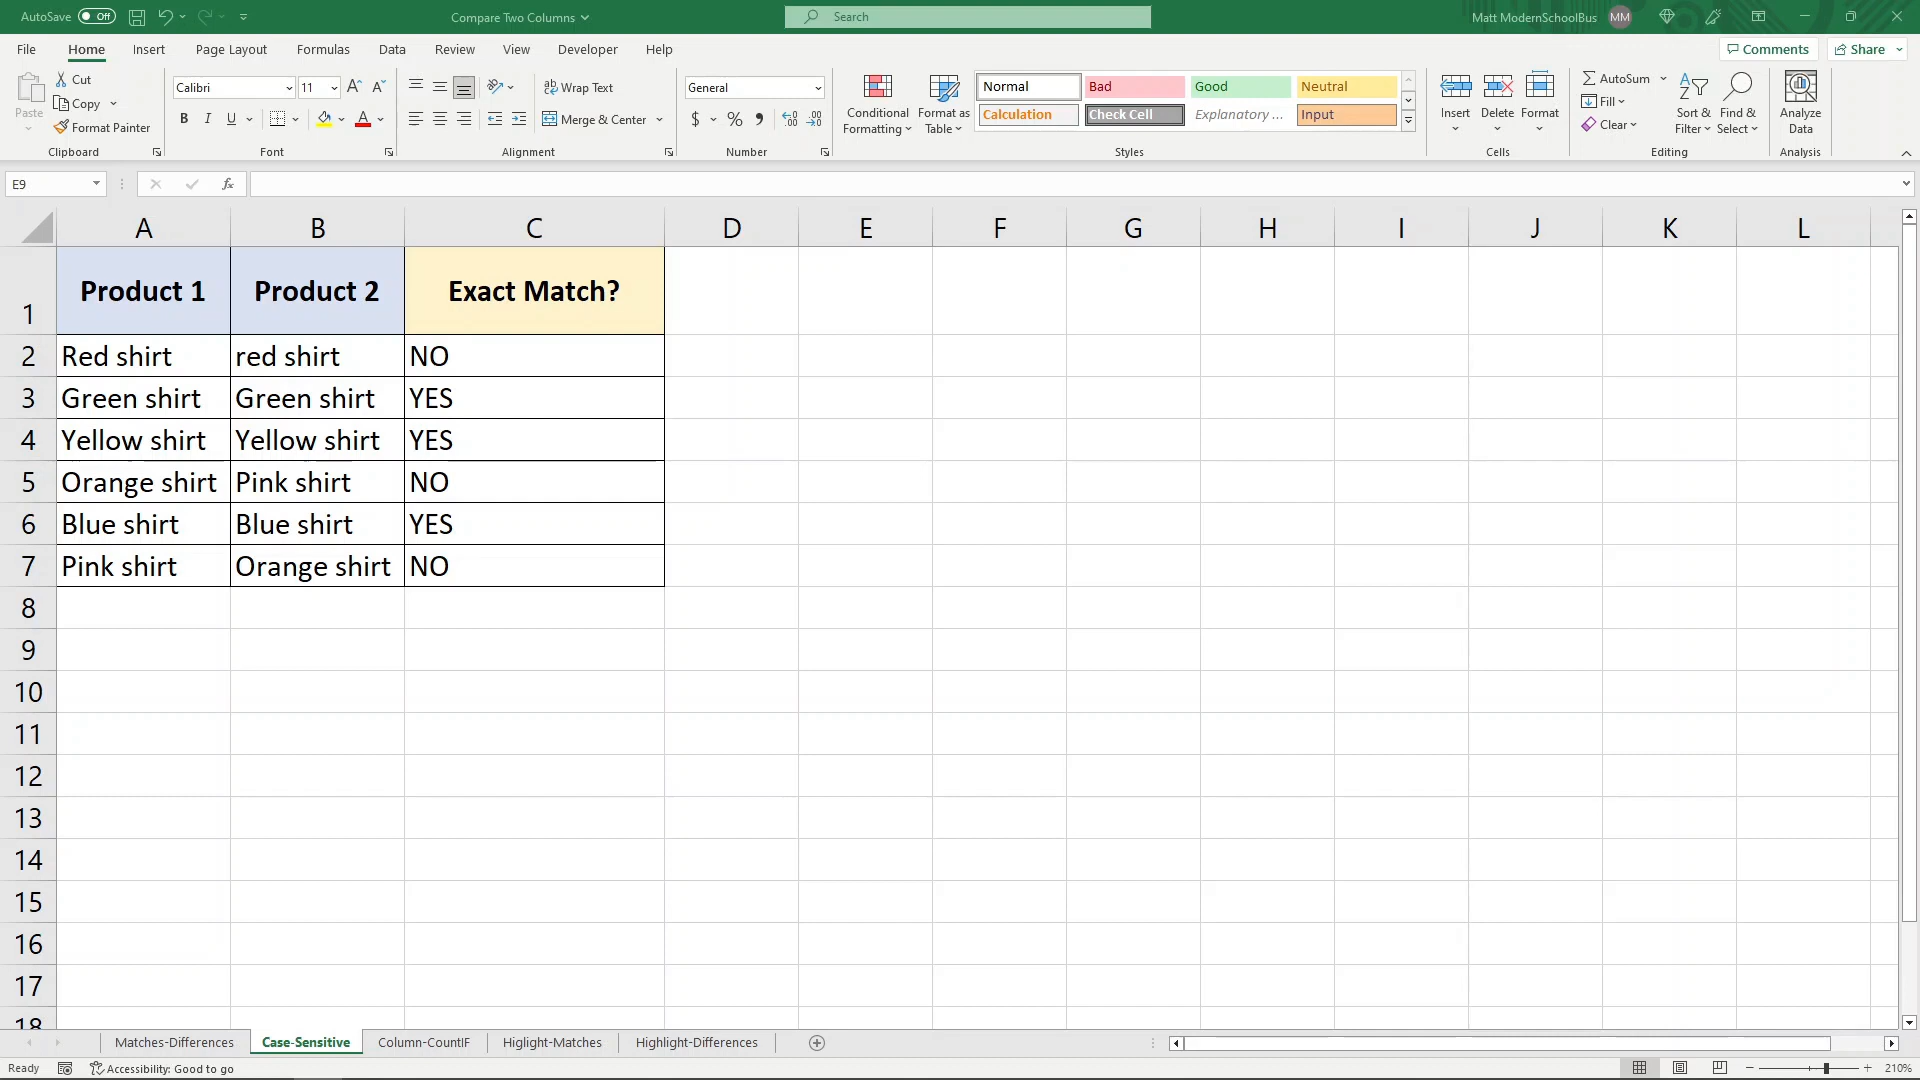 AutoSave Off Compare Two Columns Search Matt ModernSchoolBus MM
File Home Insert Page Layout Formulas Data Review View Developer Help Comments Share
Paste Cut Copy Format Painter Clipboard
Calibri 11 A A B I U A Font
ab Wrap Text Merge & Center Alignment
General $ % Number
Conditional Formatting Format as Table
Normal Bad Good Neutral
Calculation Check Cell Explanatory ... Input
Styles
Insert Delete Format Cells
AutoSum Fill Clear Sort & Filter Find & Select Editing
Analyze Data Analysis
E9 fx
A B C D E F G H I J K L
1 Product 1 Product 2 Exact Match?
2 Red shirt red shirt NO
3 Green shirt Green shirt YES
4 Yellow shirt Yellow shirt YES
5 Orange shirt Pink shirt NO
6 Blue shirt Blue shirt YES
7 Pink shirt Orange shirt NO
8
9
10
11
12
13
14
15
16
17
18
Matches-Differences Case-Sensitive Column-CountIF Higlight-Matches Highlight-Differences
Ready Accessibility: Good to go 210%